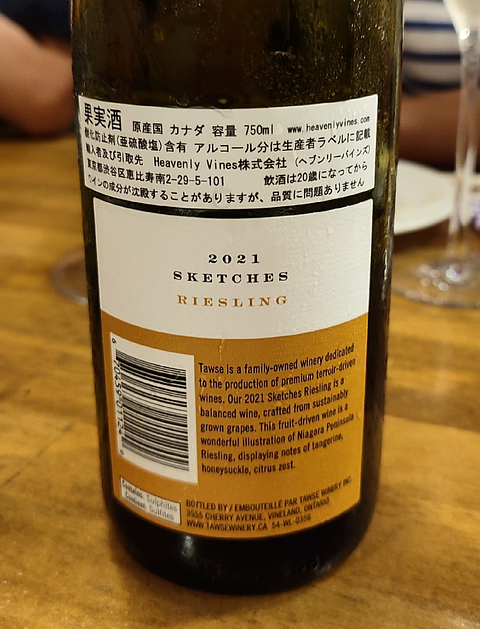 果実酒 原産国 カナダ 容量 750ml www.heavenlyvines.com
酸化防止剤(亜硫酸塩)含有 アルコール分は生産者ラベルに記載
輸入者及び引取先 Heavenly Vines株式会社 (ヘブンリーバインズ)
東京都渋谷区恵比寿南2-29-5-101 飲酒は20歳になってから
ワインの成分が沈殿することがありますが、品質に問題ありません
2021
SKETCHES
RIESLING
Tawse is a family-owned winery dedicated
to the production of premium terroir-driven
wines. Our 2021 Sketches Riesling is a
balanced wine, crafted from sustainably
grown grapes. This fruit-driven wine is a
wonderful illustration of Niagara Peninsula
Riesling, displaying notes of tangerine,
honeysuckle, citrus zest.
Contains: Sulphites
Contient: Sulfites
BOTTLED BY / EMBOUTEILLÉ PAR TAWSE WINERY INC.
3955 CHERRY AVENUE, VINELAND, ONTARIO
WWW.TAWSEWINERY.CA 54-WL-0356